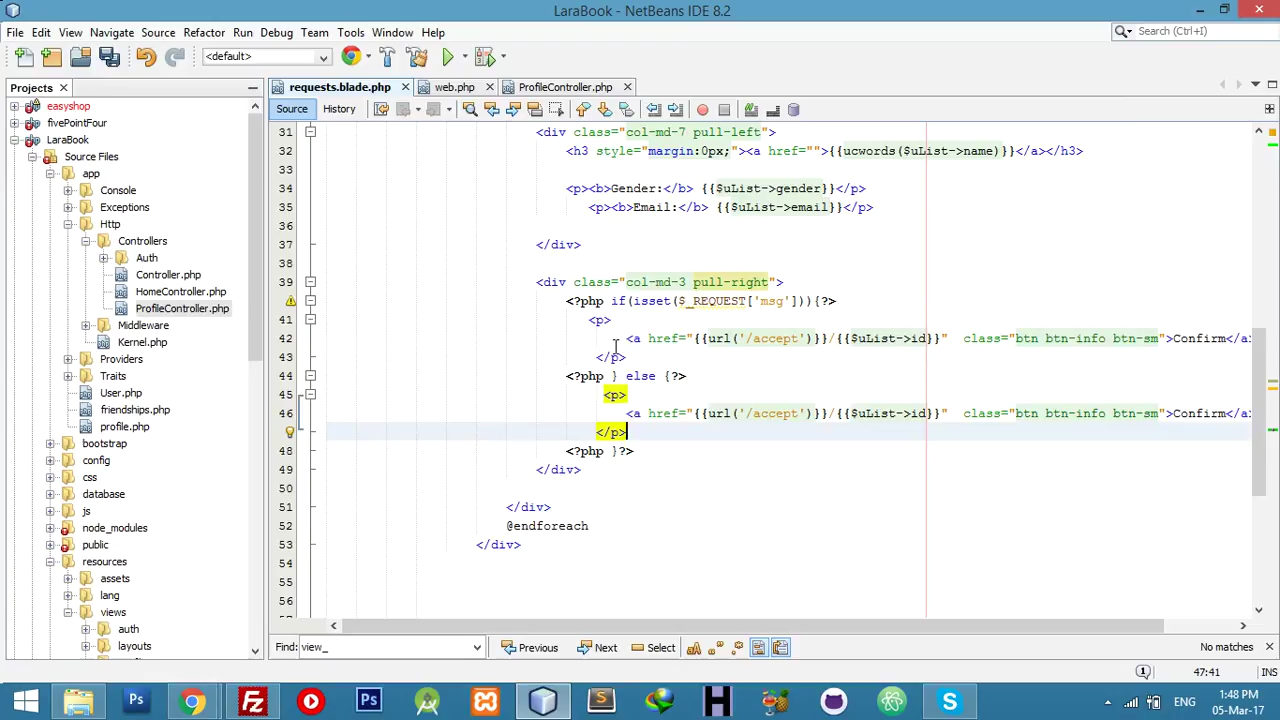 LaraBook - NetBeans IDE 8.2
File Edit View Navigate Source Refactor Run Debug Team Tools Window Help
Search (Ctrl+I)
<default>
Projects
requests.blade.php
web.php
ProfileController.php
Source History
easyshop
fivePointFour
LaraBook
Source Files
app
Console
Exceptions
Http
Controllers
Auth
Controller.php
HomeController.php
ProfileController.php
Middleware
Kernel.php
Providers
Traits
User.php
friendships.php
profile.php
bootstrap
config
css
database
js
node_modules
public
resources
assets
lang
views
auth
layouts
31 <div class="col-md-7 pull-left">
32 <h3 style="margin:0px;"><a href="">{{ucwords($uList->name)}}</a></h3>
33
34 <p><b>Gender:</b> {{$uList->gender}}</p>
35 <p><b>Email:</b> {{$uList->email}}</p>
36
37 </div>
38
39 <div class="col-md-3 pull-right">
<?php if(isset($_REQUEST['msg'])){?>
41 <p>
42 <a href="{{url('/accept')}}/{{$uList->id}}" class="btn btn-info btn-sm">Confirm</a>
43 </p>
44 <?php } else {?>
45 <p>
46 <a href="{{url('/accept')}}/{{$uList->id}}" class="btn btn-info btn-sm">Confirm</a>
</p>
48 <?php }?>
49 </div>
50
51 </div>
52 @endforeach
53 </div>
54
55
56
Find: view_
Previous Next Select
No matches
47:41 INS
ENG
1:48 PM
05-Mar-17